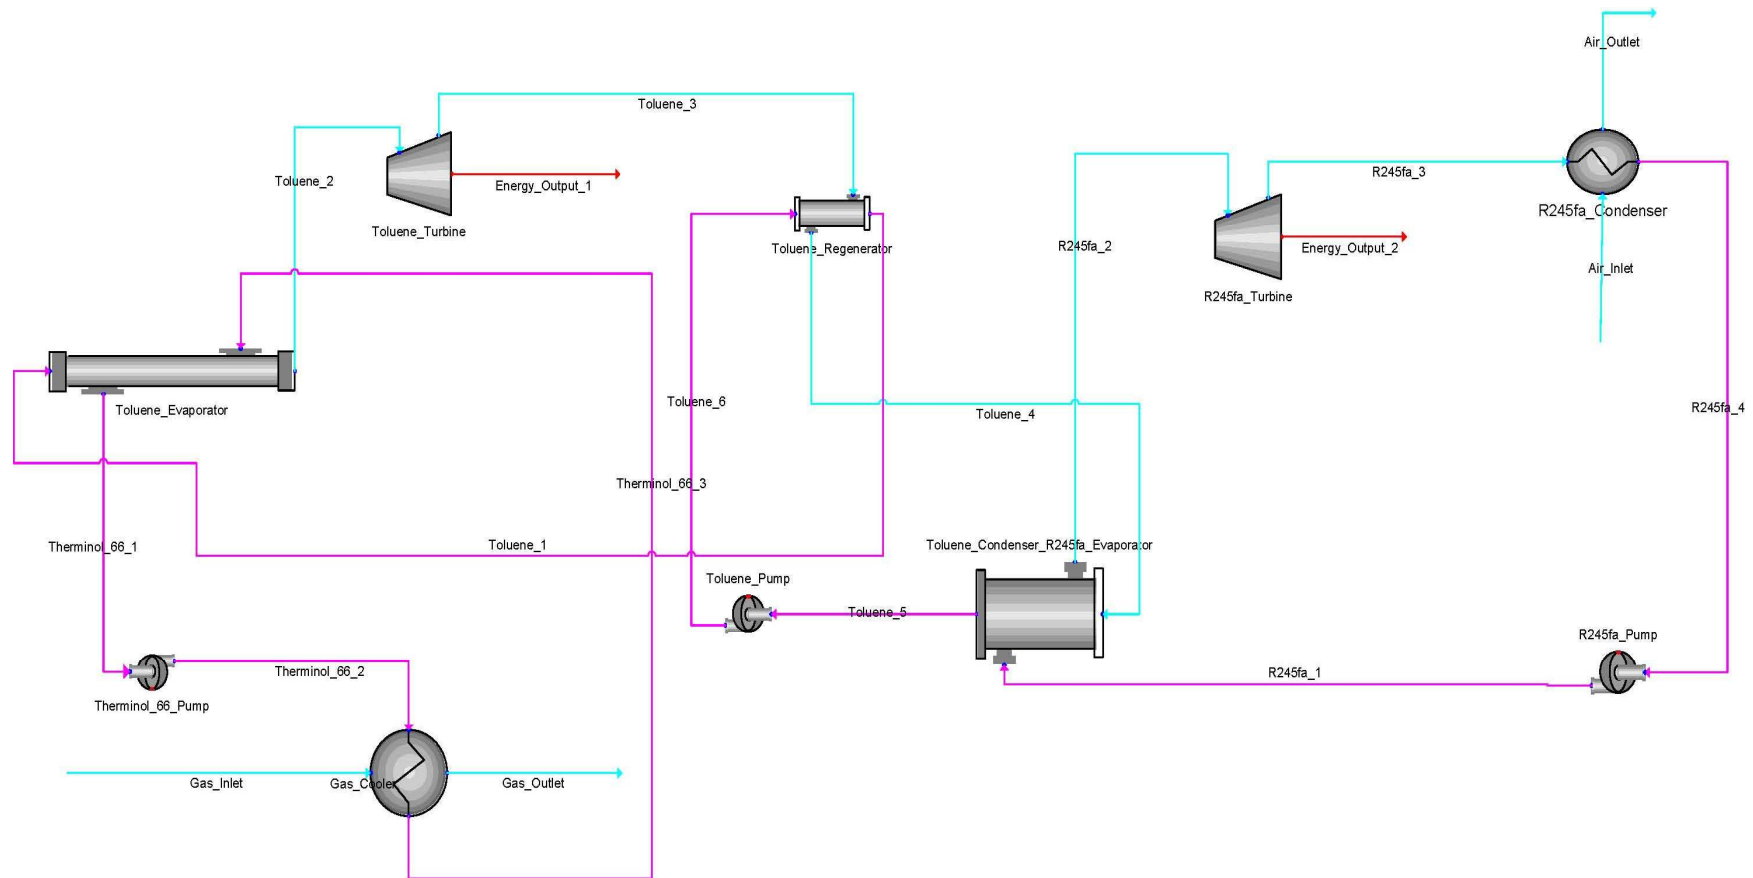 Air_Outlet
Toluene_3
Toluene_2
Energy_Output_1
Toluene_Turbine
R245fa_3
R245fa_Condenser
Toluene_Regenerator
R245fa_2
Energy_Output_2
Air_Inlet
R245fa_Turbine
Toluene_Evaporator
Toluene_6
Toluene_4
R245fa_4
Therminol_66_3
Therminol_66_1
Toluene_1
Toluene_Condenser_R245fa_Evaporator
Toluene_Pump
Toluene_5
R245fa_Pump
Therminol_66_2
R245fa_1
Therminol_66_Pump
Gas_Inlet
Gas_Cooler
Gas_Outlet